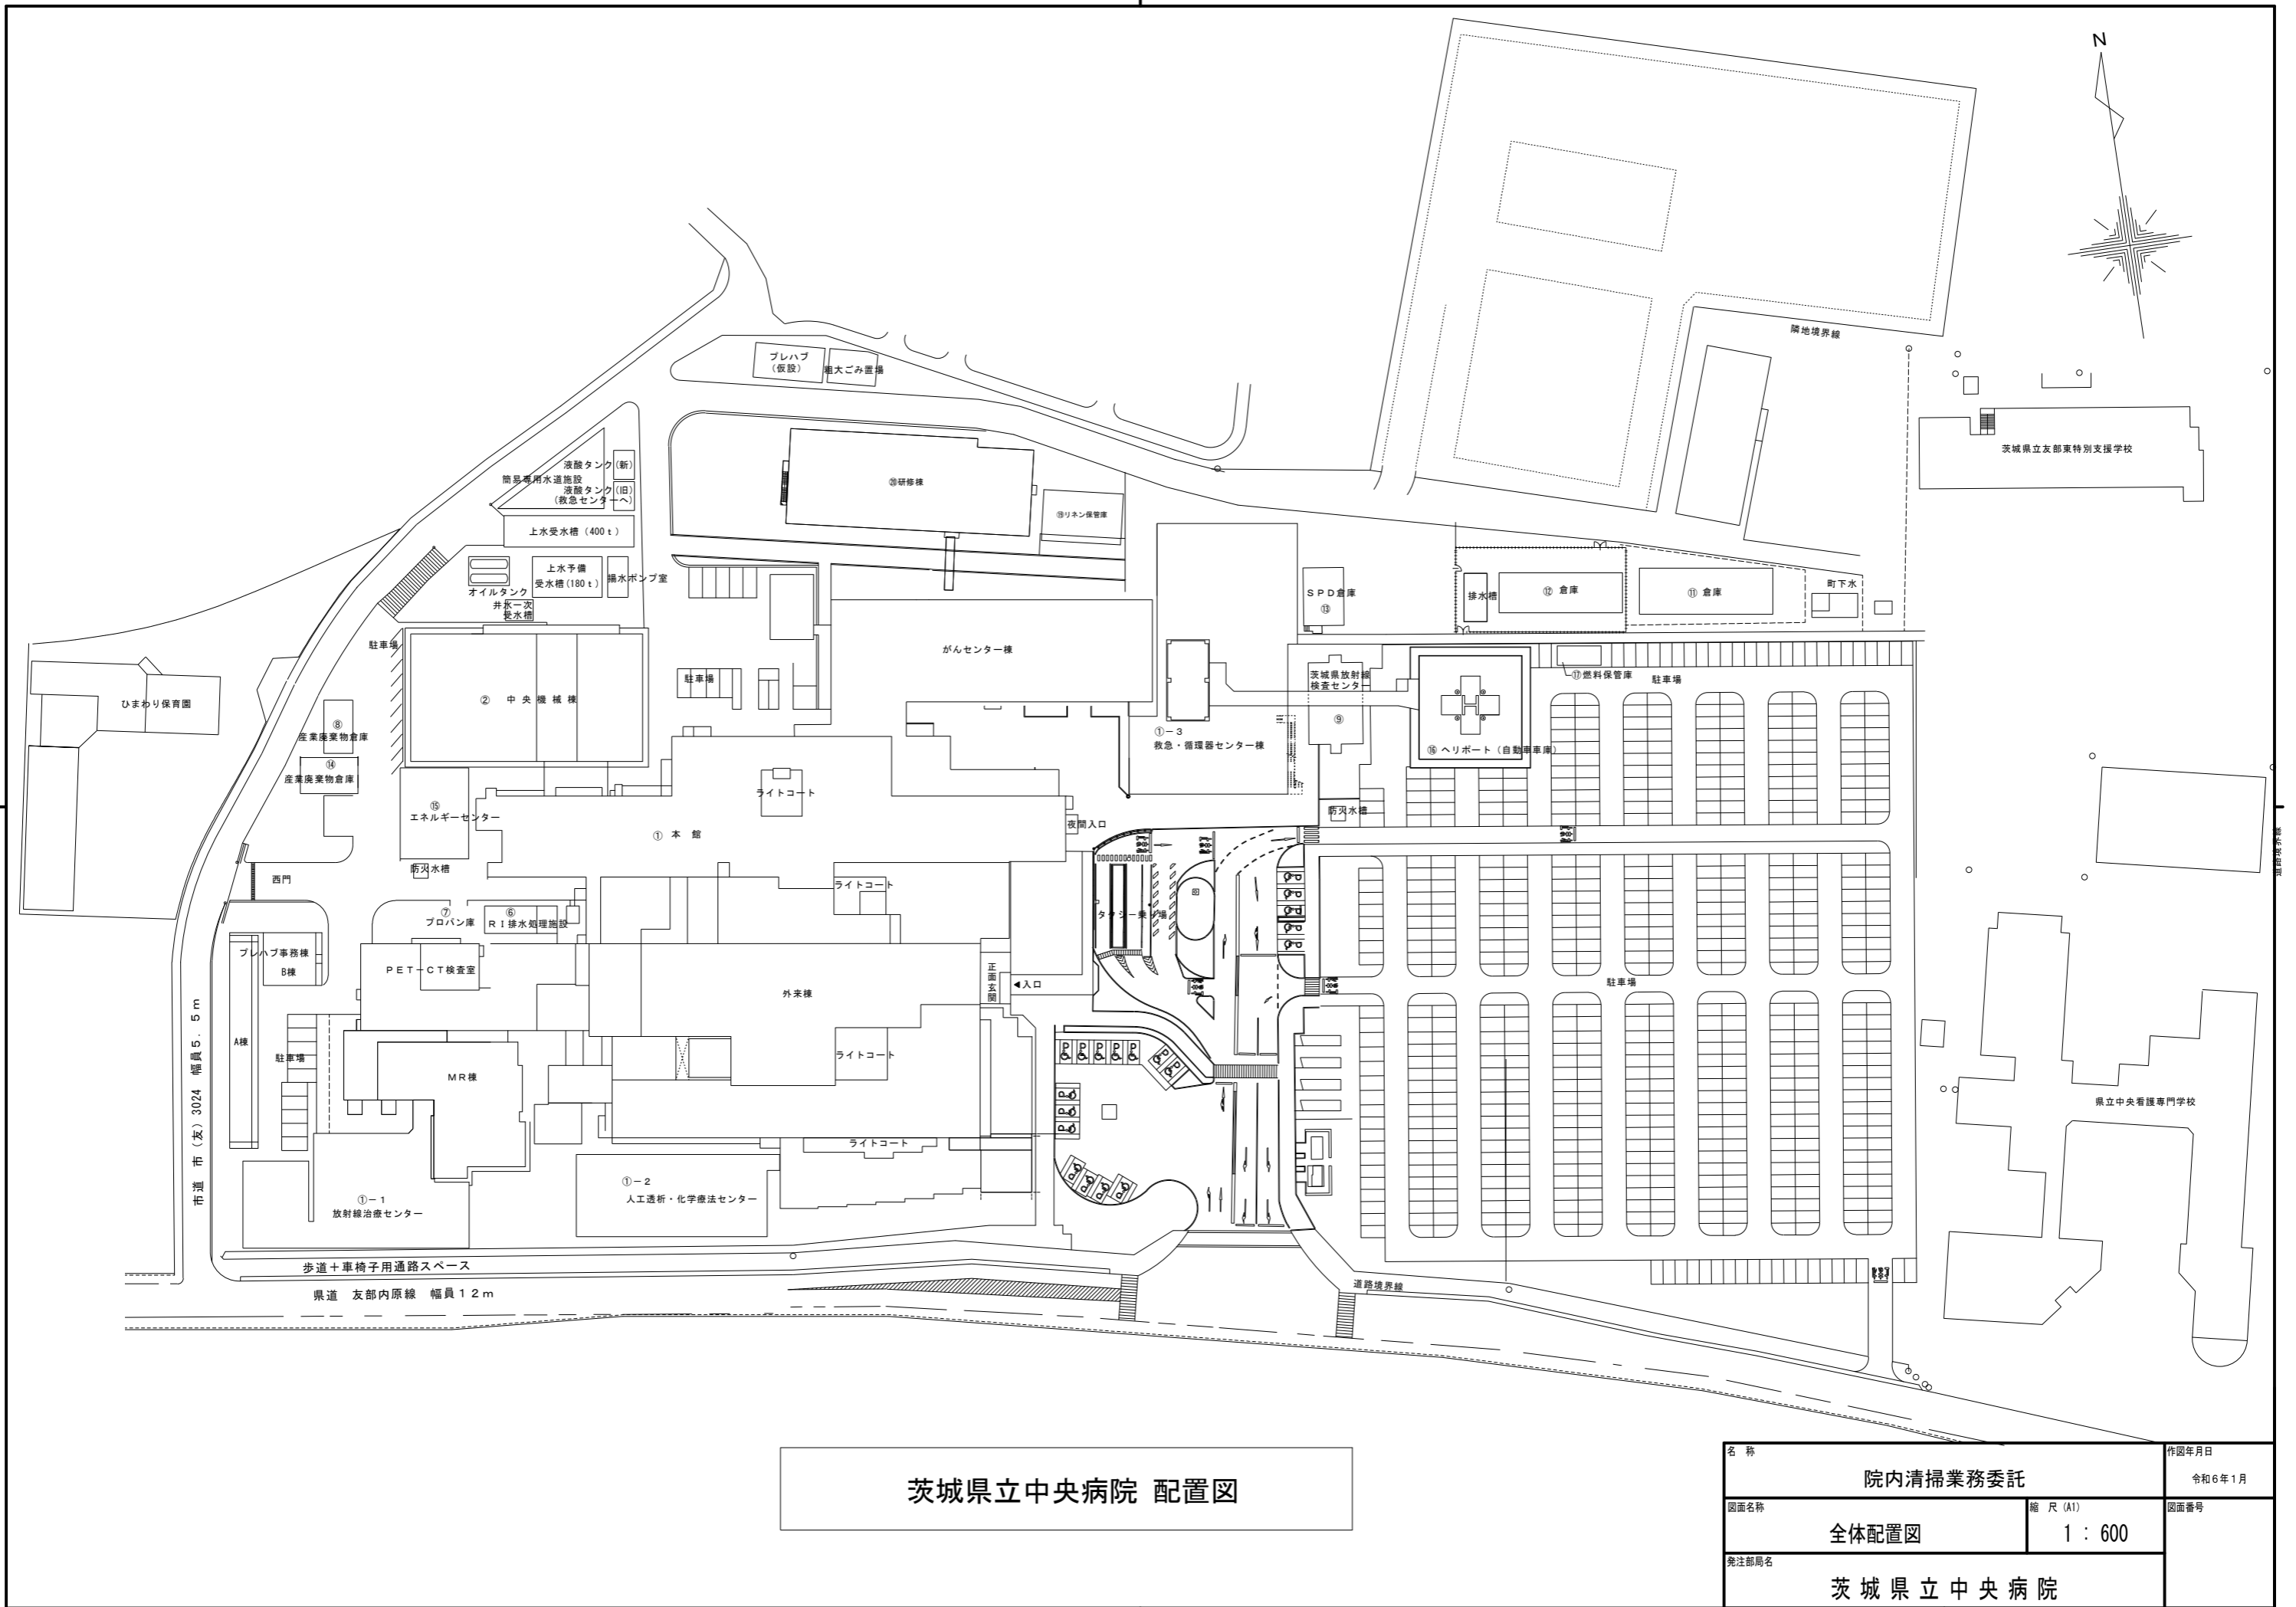 N
隣地境界線
プレハブ
(仮設)
粗大ごみ置場
茨城県立友部東特別支援学校
液酸タンク(新)
簡易専用水道施設
液酸タンク(旧)
(救急センターへ)
上水受水槽(400t)
⑳研修棟
⑲リネン保管庫
上水予備
受水槽(180t)
揚水ポンプ室
オイルタンク
井水一次
受水槽
SPD倉庫
⑬
排水槽
⑫ 倉庫
⑪ 倉庫
町下水
駐車場
がんセンター棟
ひまわり保育園
② 中央機械棟
駐車場
茨城県放射線
検査センター
⑨
⑰燃料保管庫
駐車場
⑧
産業廃棄物倉庫
①-3
救急・循環器センター棟
⑯ ヘリポート(自動車車庫)
⑭
産業廃棄物倉庫
ライトコート
⑮
エネルギーセンター
① 本館
夜間入口
防火水槽
道路境界線
防火水槽
西門
ライトコート
⑦
プロパン庫
⑥
RI排水処理施設
タクシー乗り場
プレハブ事務棟
B棟
PET-CT検査室
外来棟
正面玄関
◀入口
駐車場
A棟
駐車場
MR棟
ライトコート
市道 市(友)3024 幅員5.5m
県立中央看護専門学校
ライトコート
①-1
放射線治療センター
①-2
人工透析・化学療法センター
歩道+車椅子用通路スペース
県道 友部内原線 幅員12m
道路境界線
茨城県立中央病院 配置図
名 称
院内清掃業務委託
作図年月日
令和6年1月
図面名称
全体配置図
縮 尺 (A1)
1 : 600
図面番号
発注部局名
茨城県立中央病院